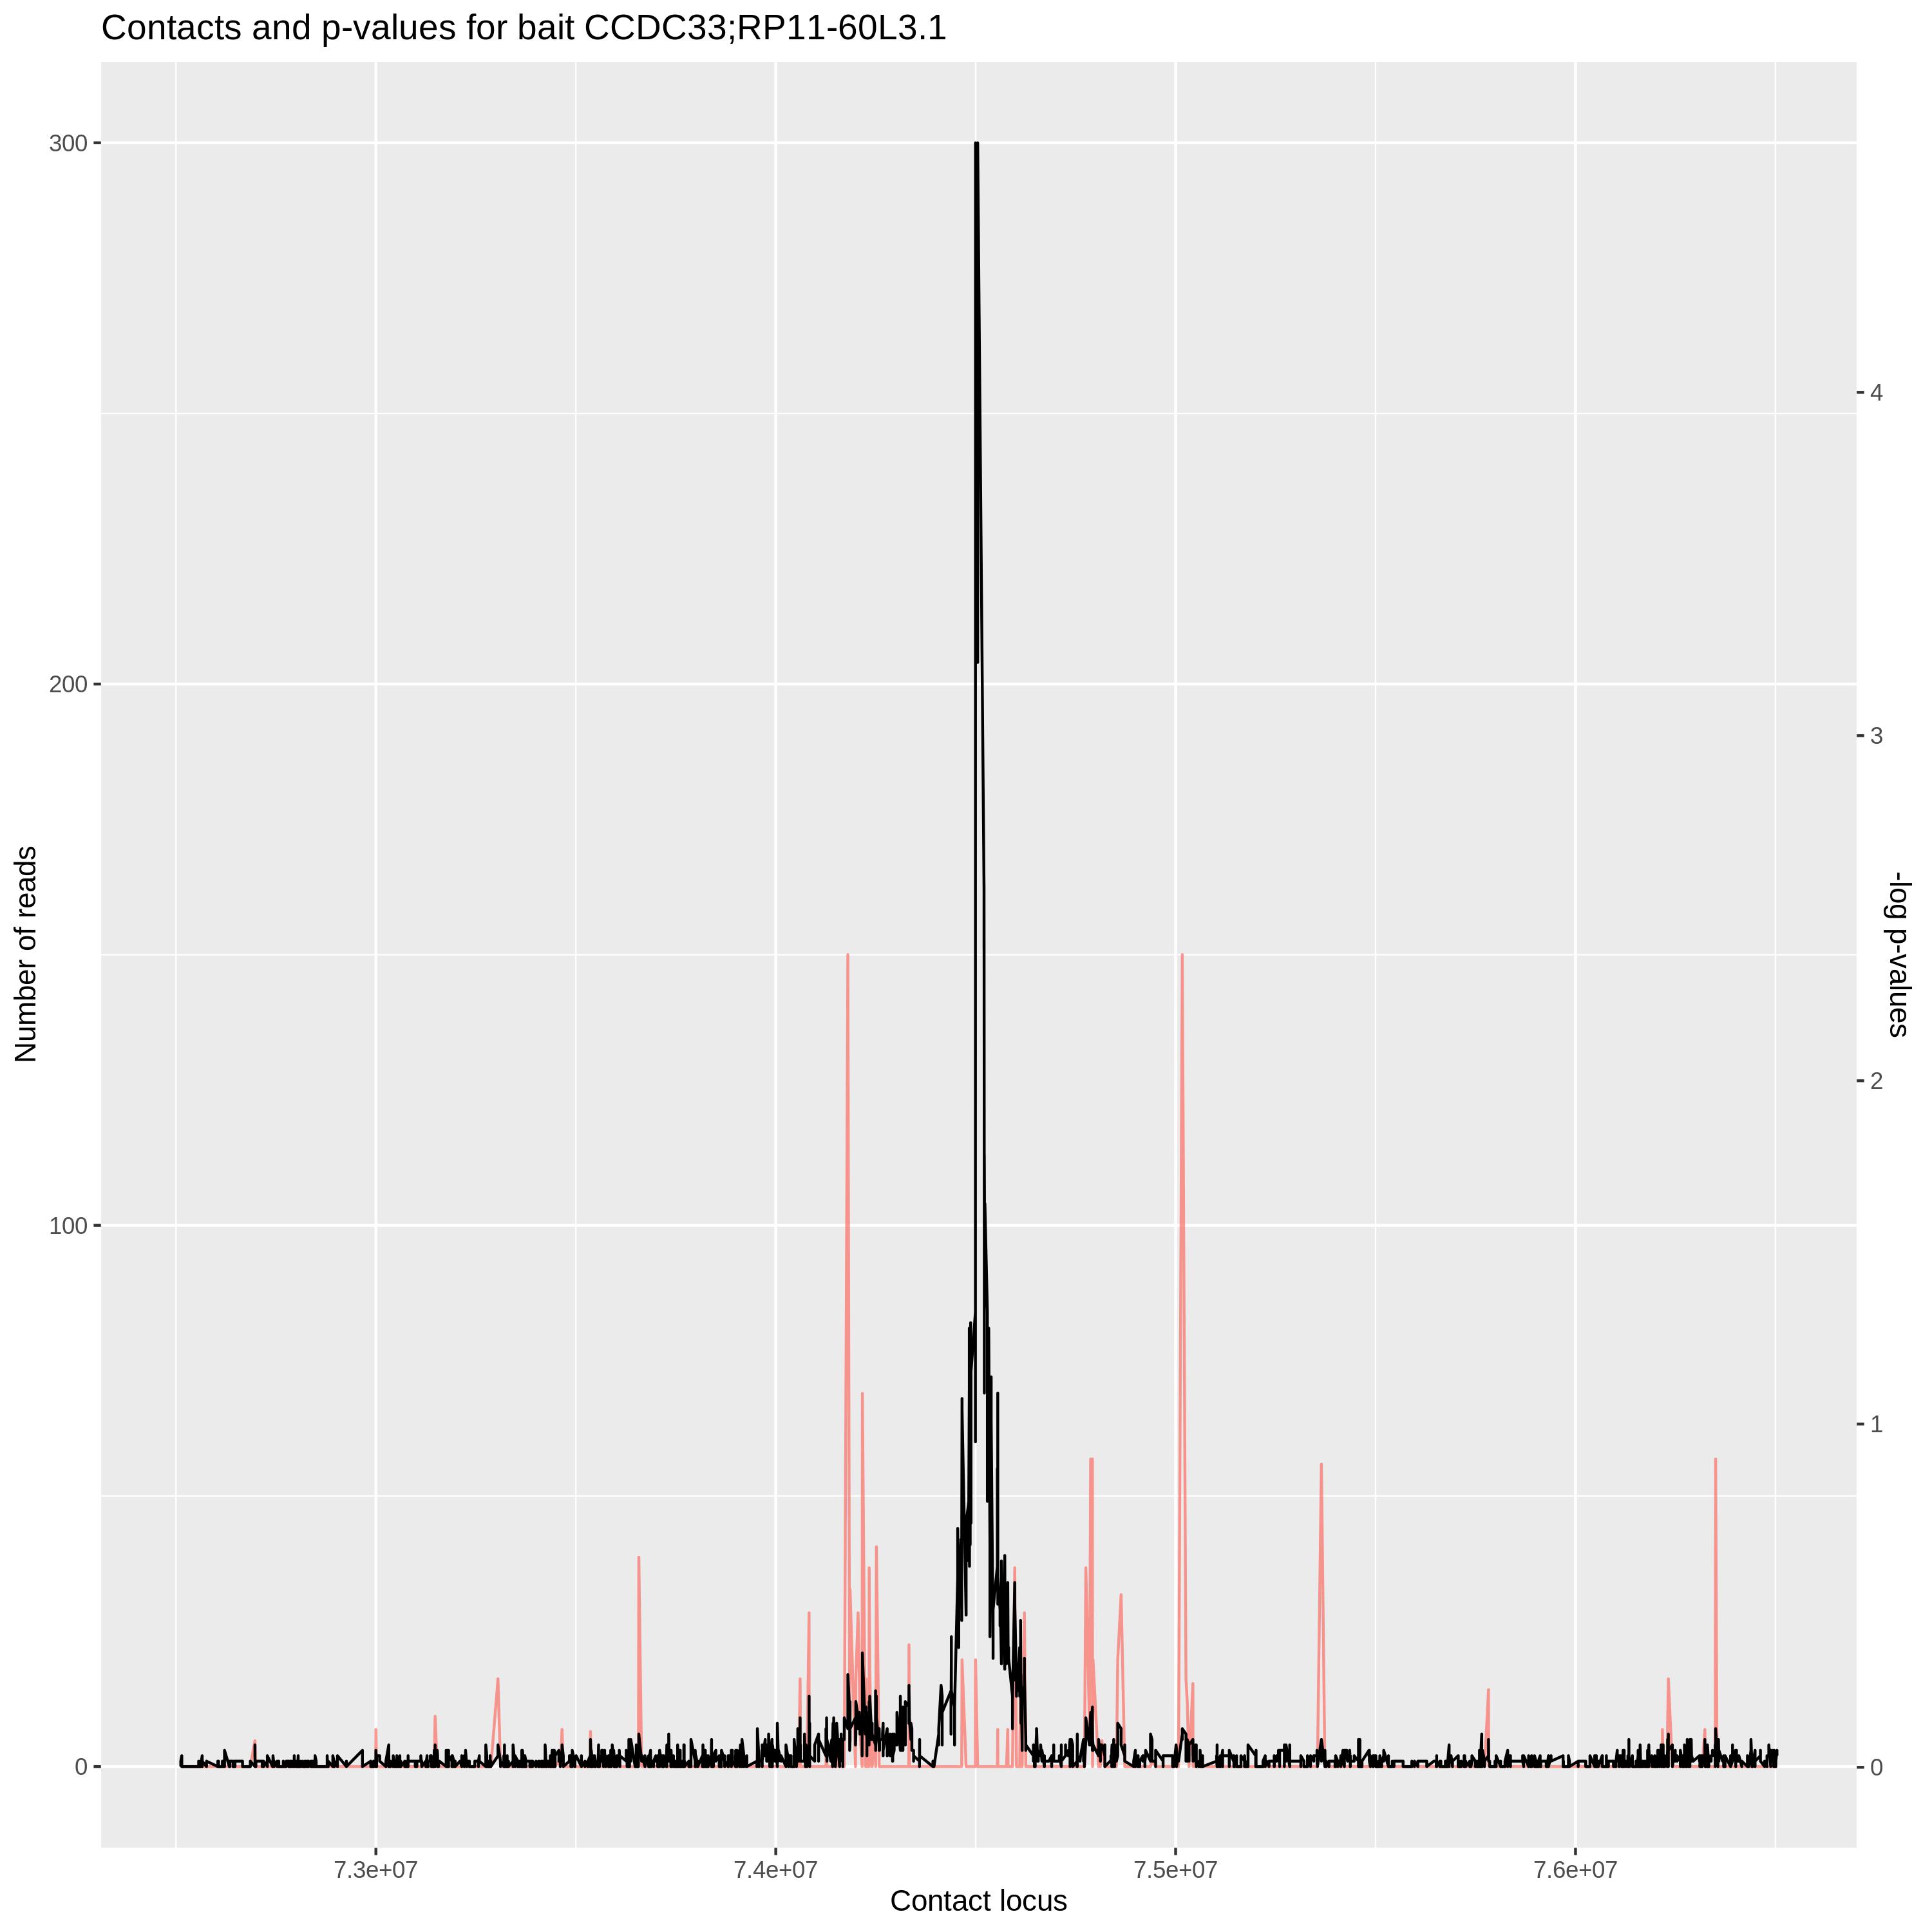 Contacts and p-values for bait CCDC33;RP11-60L3.1
300
200
100
0
Number of reads
4
3
2
1
0
-log p-values
7.3e+07
7.4e+07
7.5e+07
7.6e+07
Contact locus